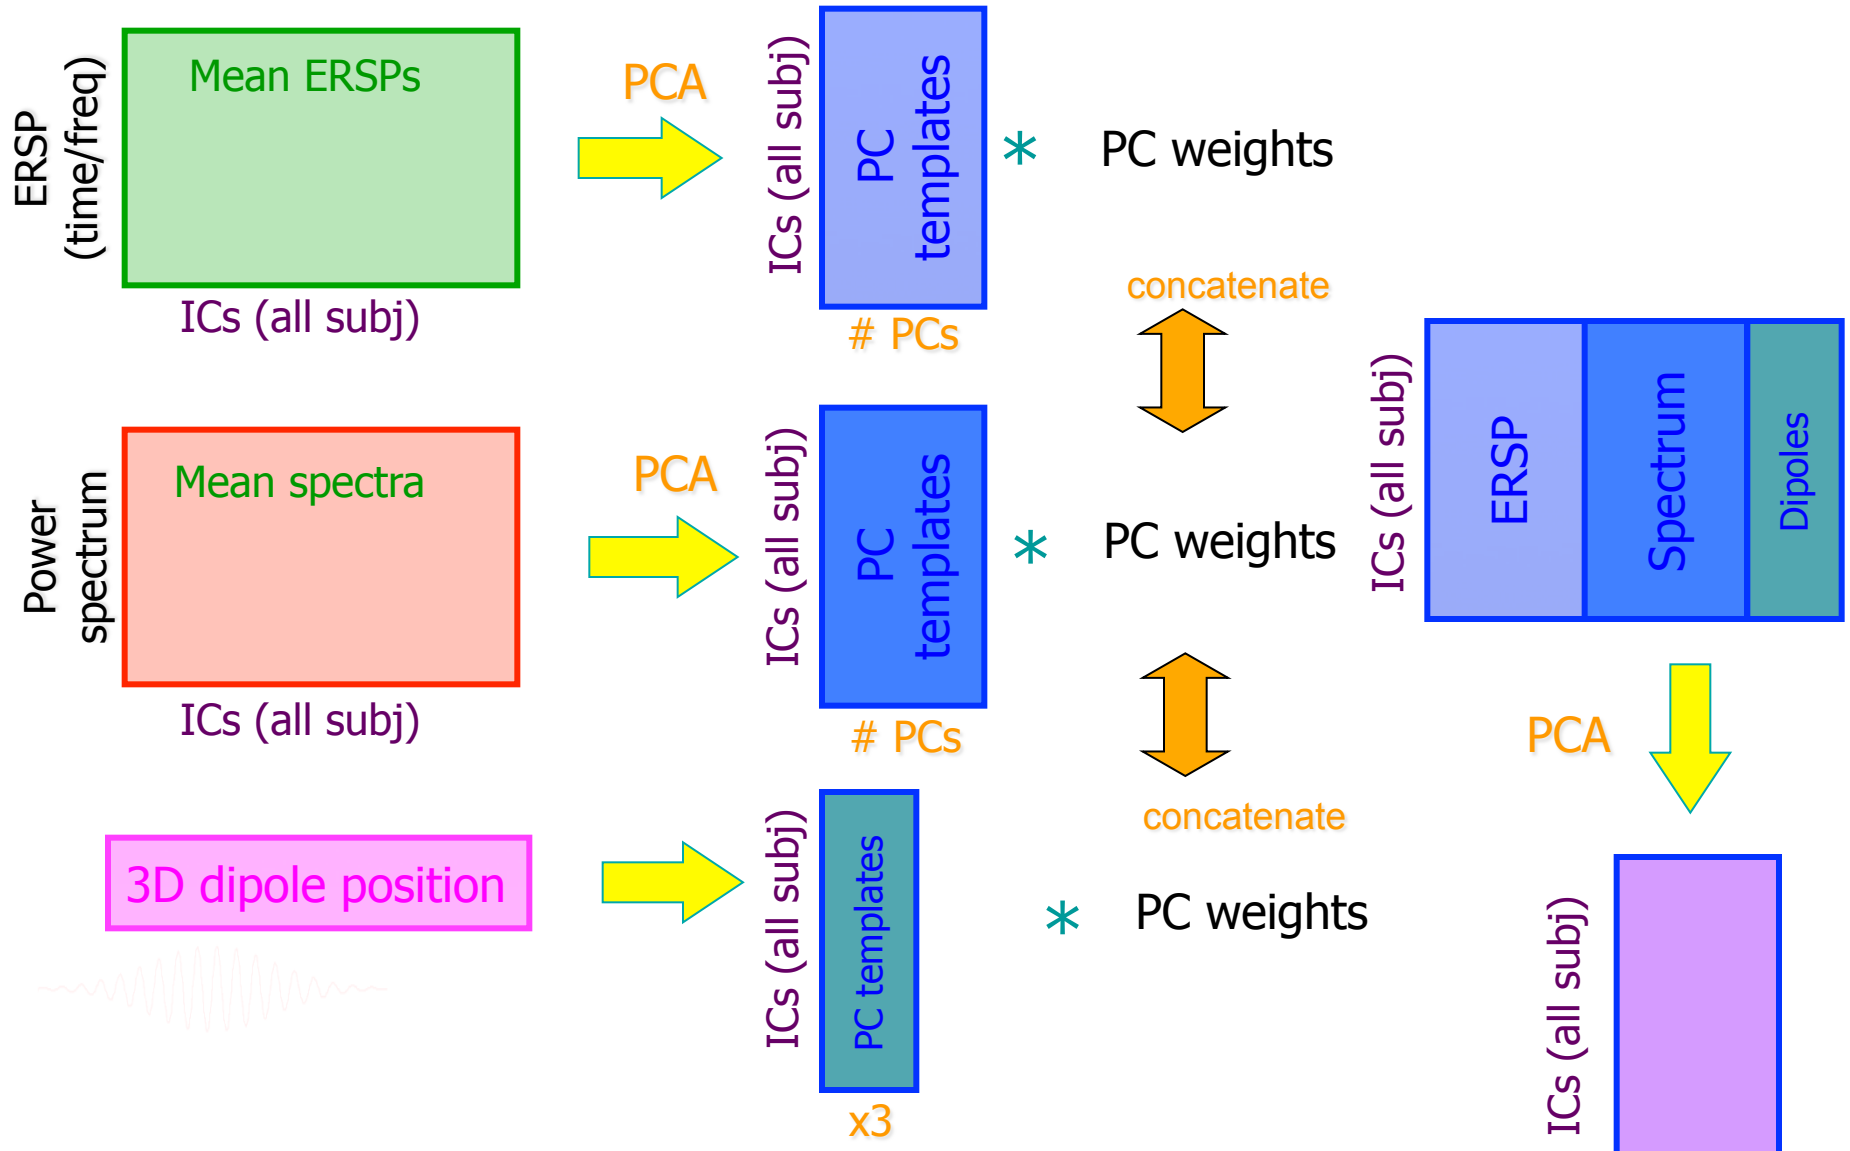 ERSP
(time/freq)
Mean ERSPs
ICs (all subj)
PCA
ICs (all subj)
PC
templates
# PCs
*
PC weights
concatenate
Power
spectrum
Mean spectra
ICs (all subj)
PCA
ICs (all subj)
PC
templates
# PCs
*
PC weights
concatenate
3D dipole position
ICs (all subj)
PC templates
x3
*
PC weights
ICs (all subj)
ERSP
Spectrum
Dipoles
PCA
ICs (all subj)